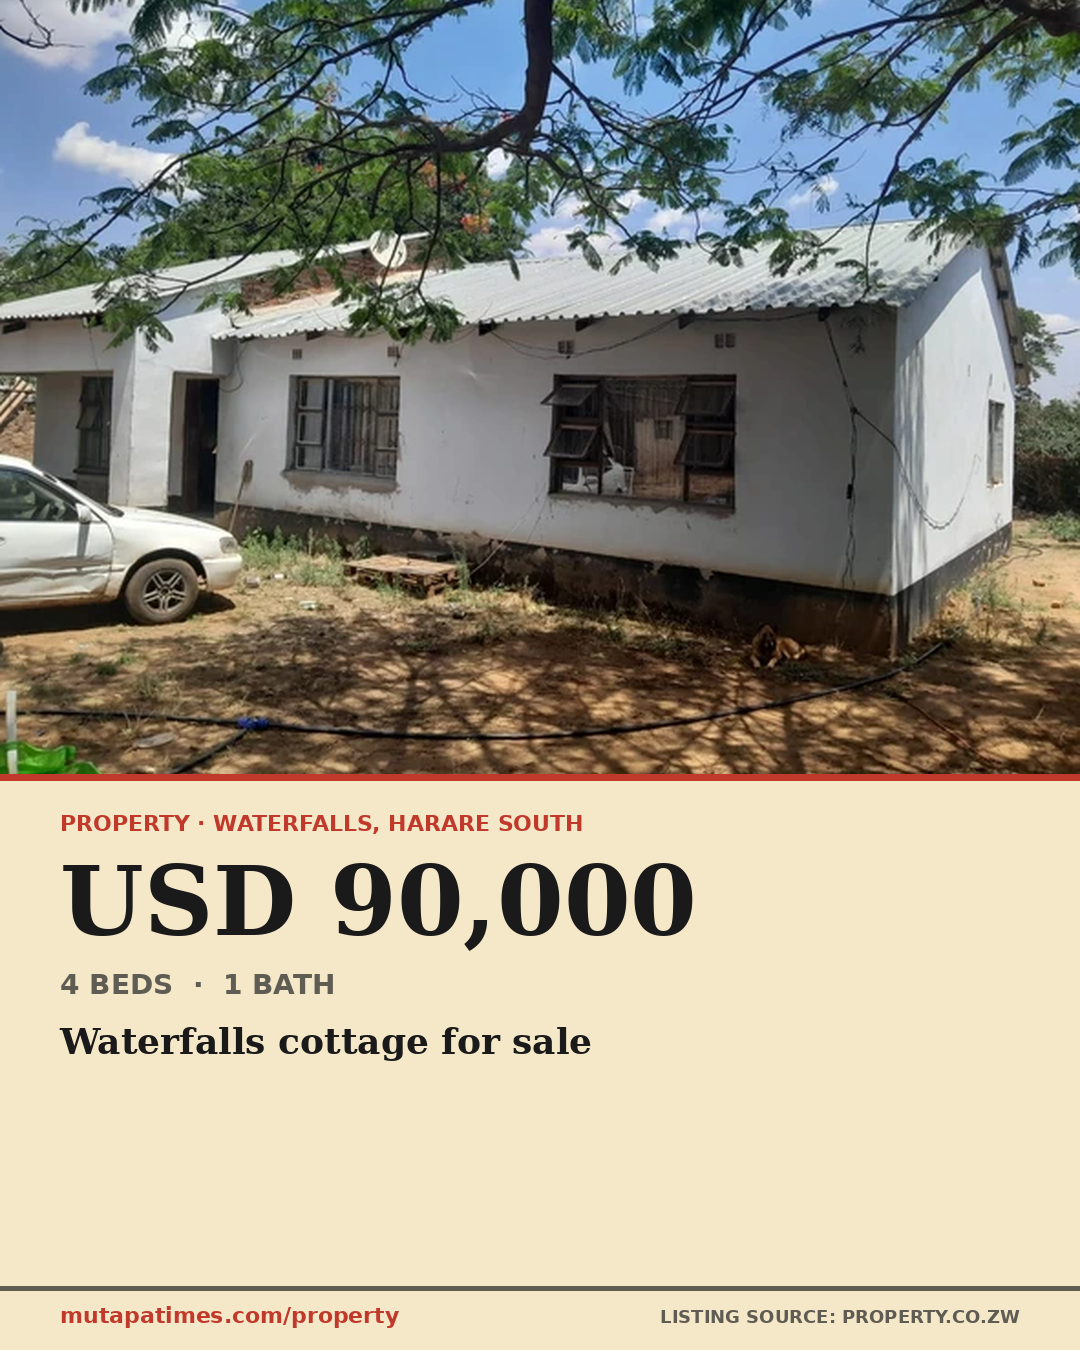 PROPERTY · WATERFALLS, HARARE SOUTH
USD 90,000
4 BEDS · 1 BATH
Waterfalls cottage for sale
mutapatimes.com/property
LISTING SOURCE: PROPERTY.CO.ZW